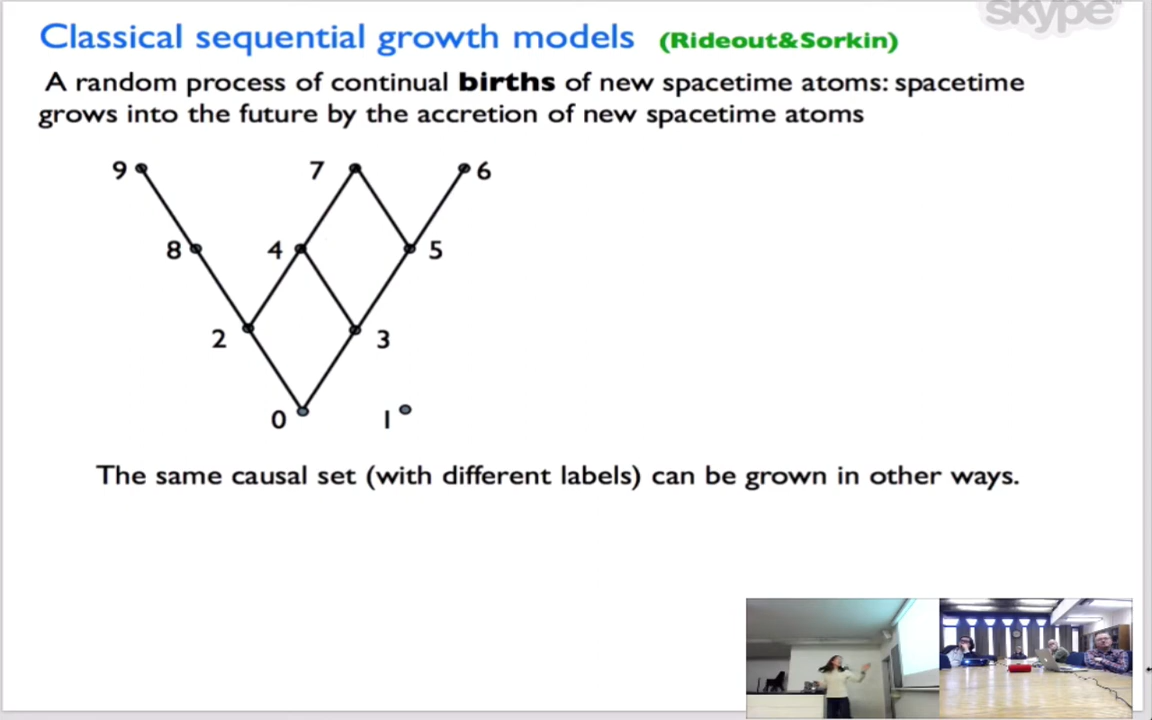 skype™
Classical sequential growth models (Rideout&Sorkin)
A random process of continual births of new spacetime atoms: spacetime
grows into the future by the accretion of new spacetime atoms
9 7 6
8 4 5
2 3
0 1
The same causal set (with different labels) can be grown in other ways.